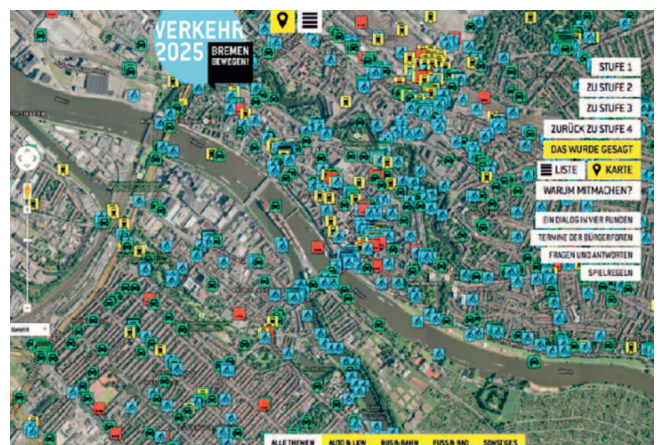 VERKEHR
2025
BREMEN
BEWEGEN!
STUFE 1
ZU STUFE 2
ZU STUFE 3
ZURÜCK ZU STUFE 4
DAS WURDE GESAGT
LISTE
KARTE
WARUM MITMACHEN?
EIN DIALOG IN VIER RUNDEN
TERMINE DER BÜRGERFOREN
FRAGEN UND ANTWORTEN
SPIELREGELN
ALLE THEMEN AUTO & LKW BUS & BAHN FUSS & RAD SONSTIGES